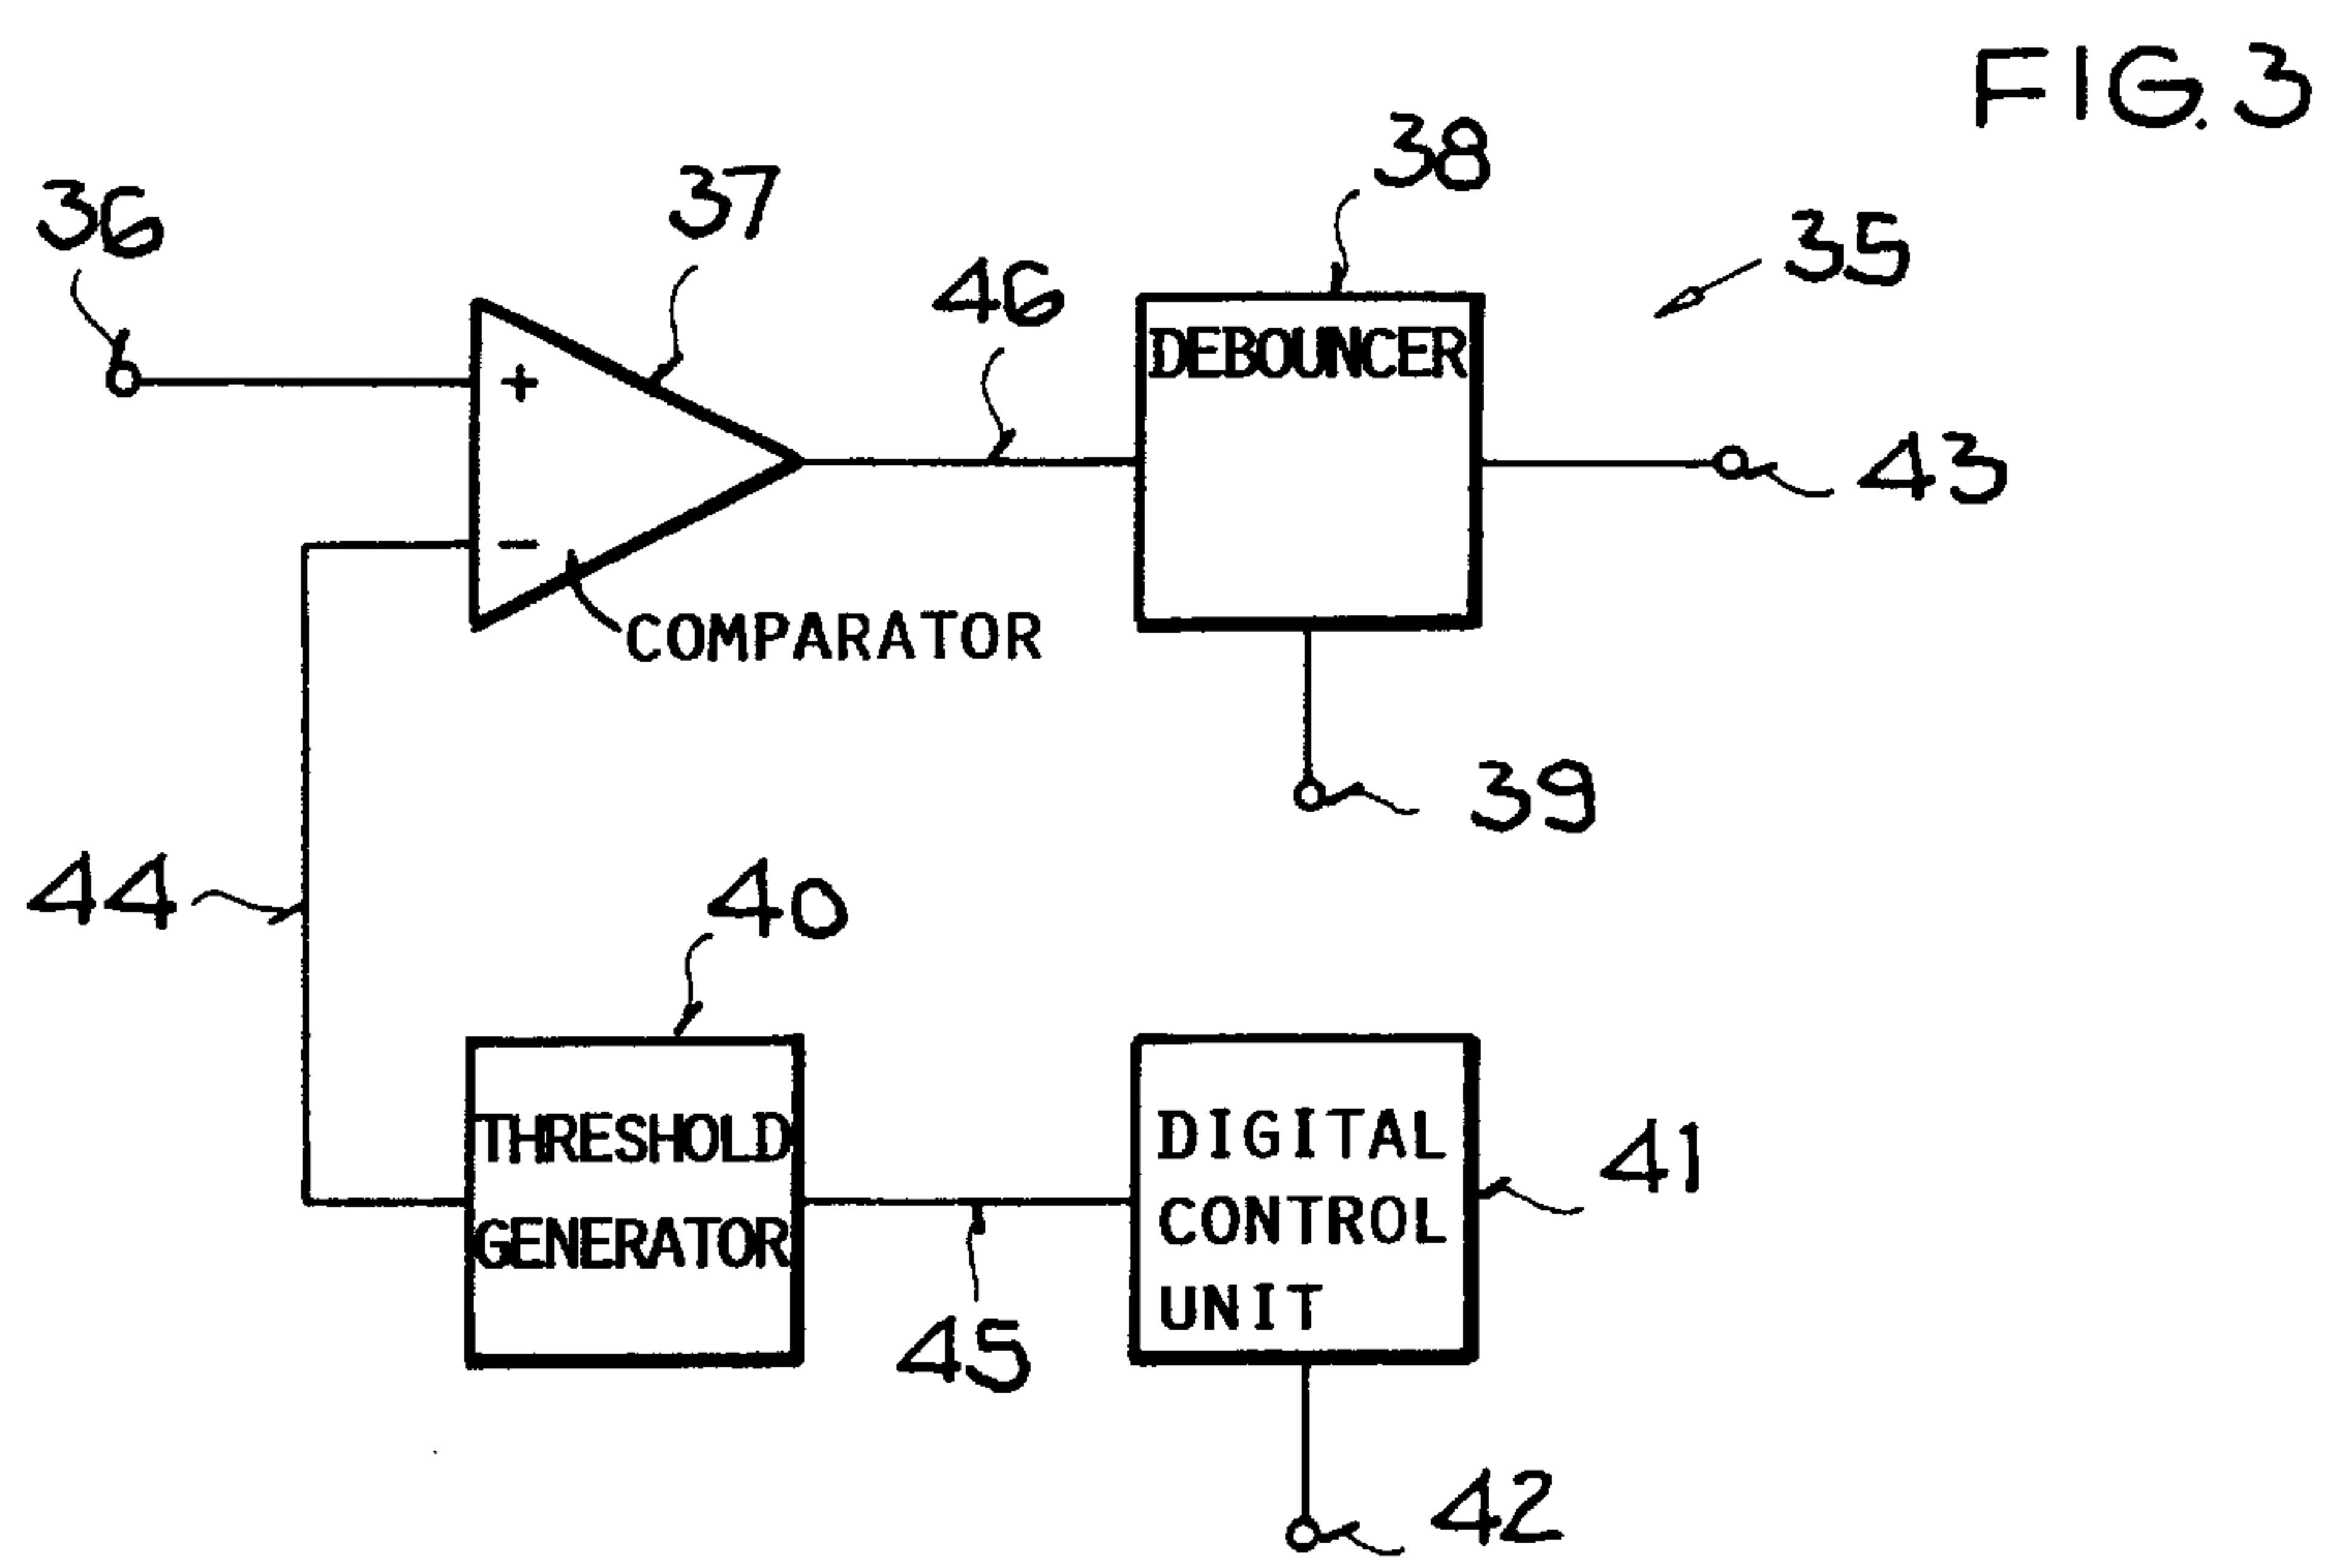 FIG. 3
38
37
36
35
46
DEBOUNCER
+
43
-
COMPARATOR
39
44
40
THRESHOLD
GENERATOR
DIGITAL
CONTROL
UNIT
41
45
42